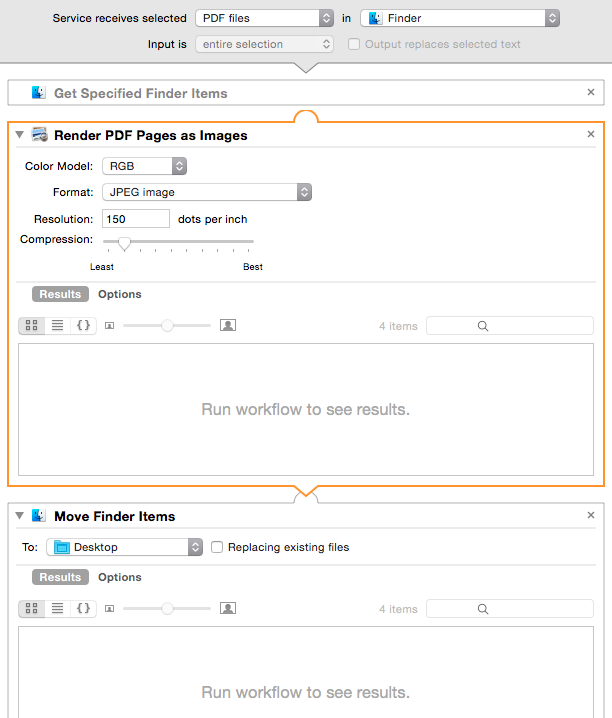 Service receives selected PDF files in Finder
Input is entire selection Output replaces selected text
Get Specified Finder Items
Render PDF Pages as Images
Color Model: RGB
Format: JPEG image
Resolution: 150 dots per inch
Compression:
Least Best
Results Options
4 items
Run workflow to see results.
Move Finder Items
To: Desktop Replacing existing files
Results Options
4 items
Run workflow to see results.